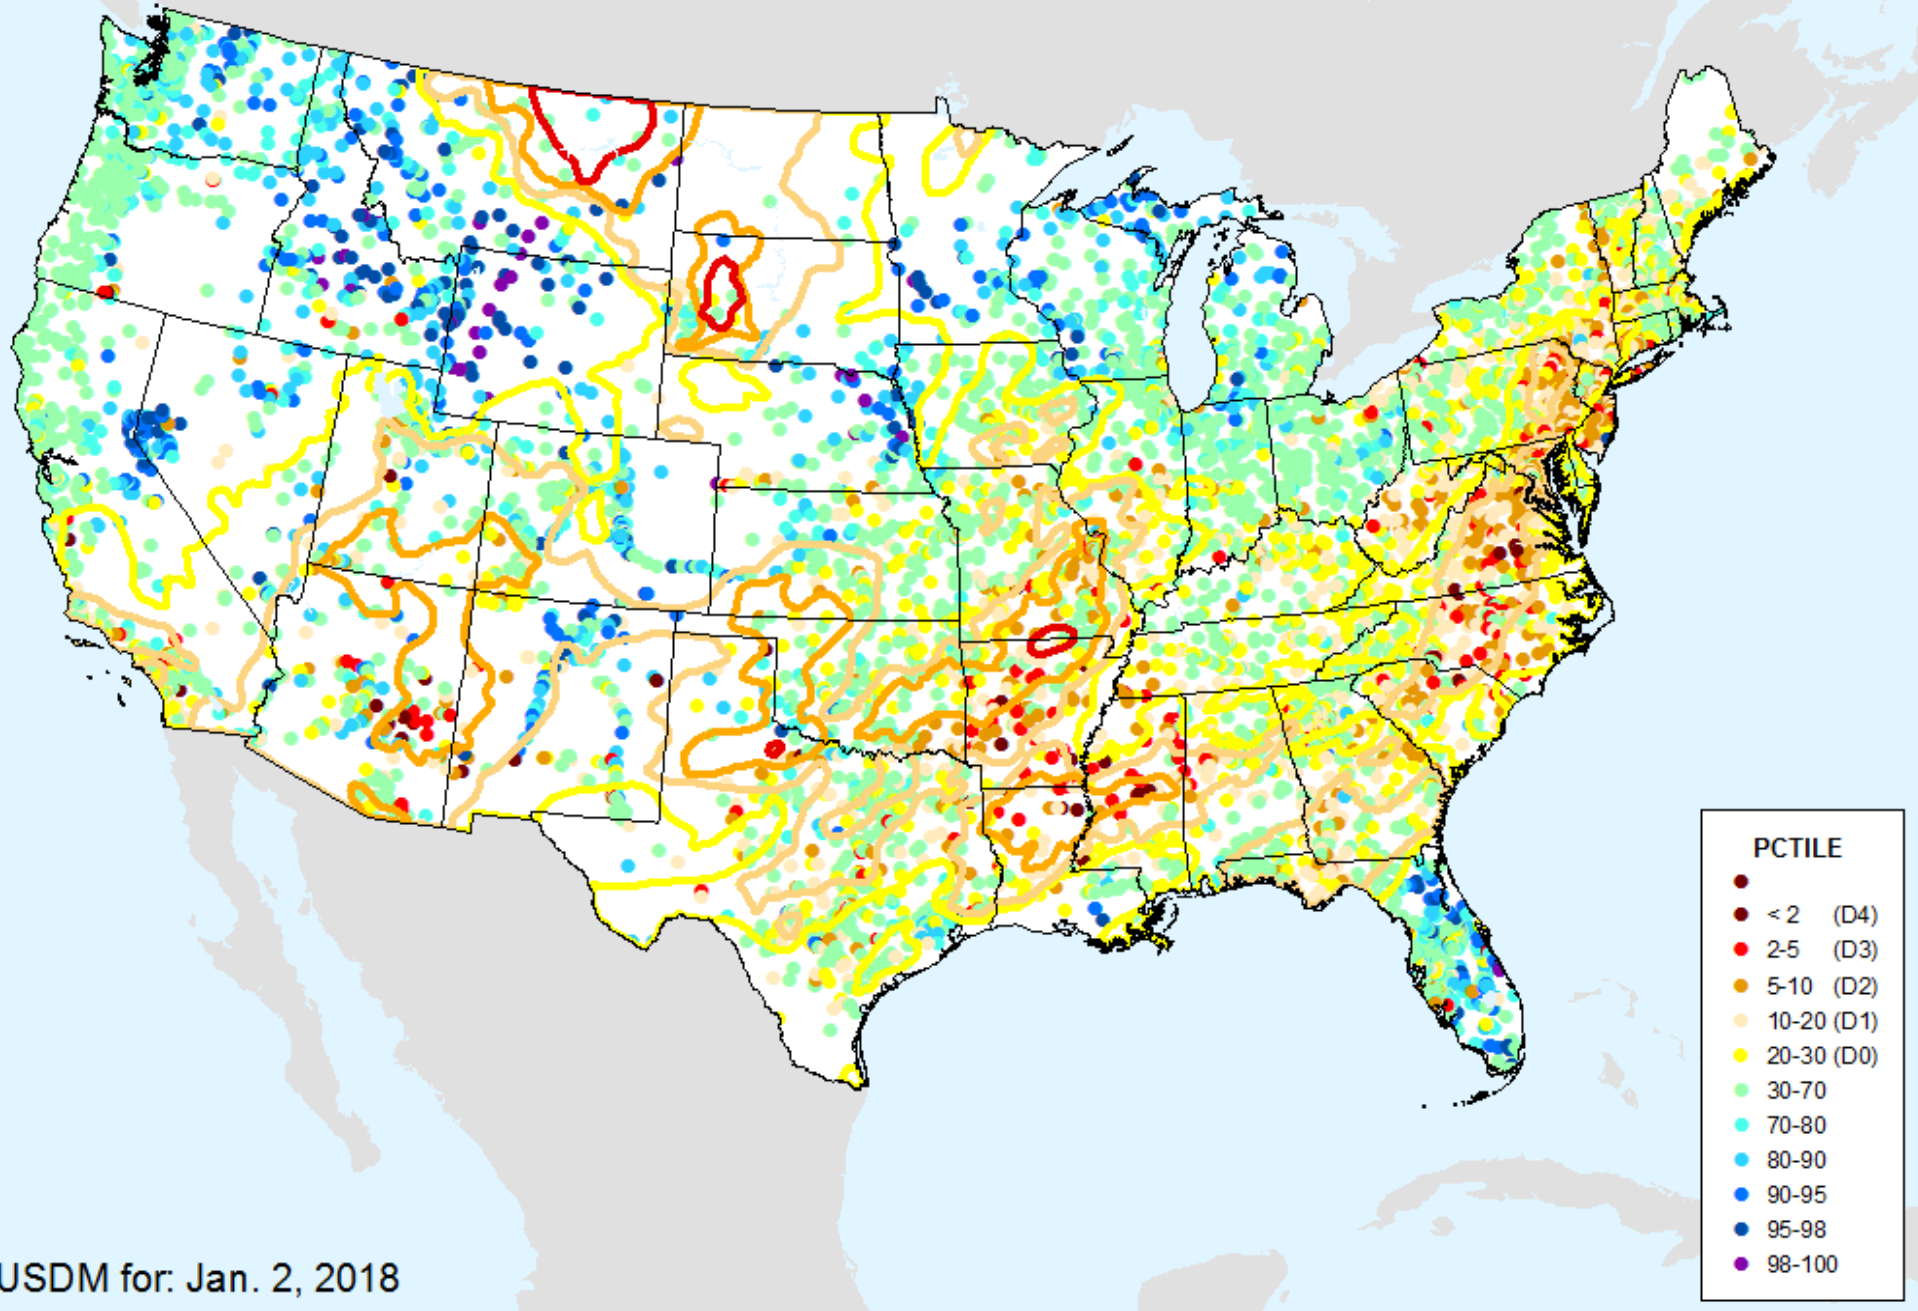 PCTILE
< 2 (D4)
2-5 (D3)
5-10 (D2)
10-20 (D1)
20-30 (D0)
30-70
70-80
80-90
90-95
95-98
98-100
USDM for: Jan. 2, 2018